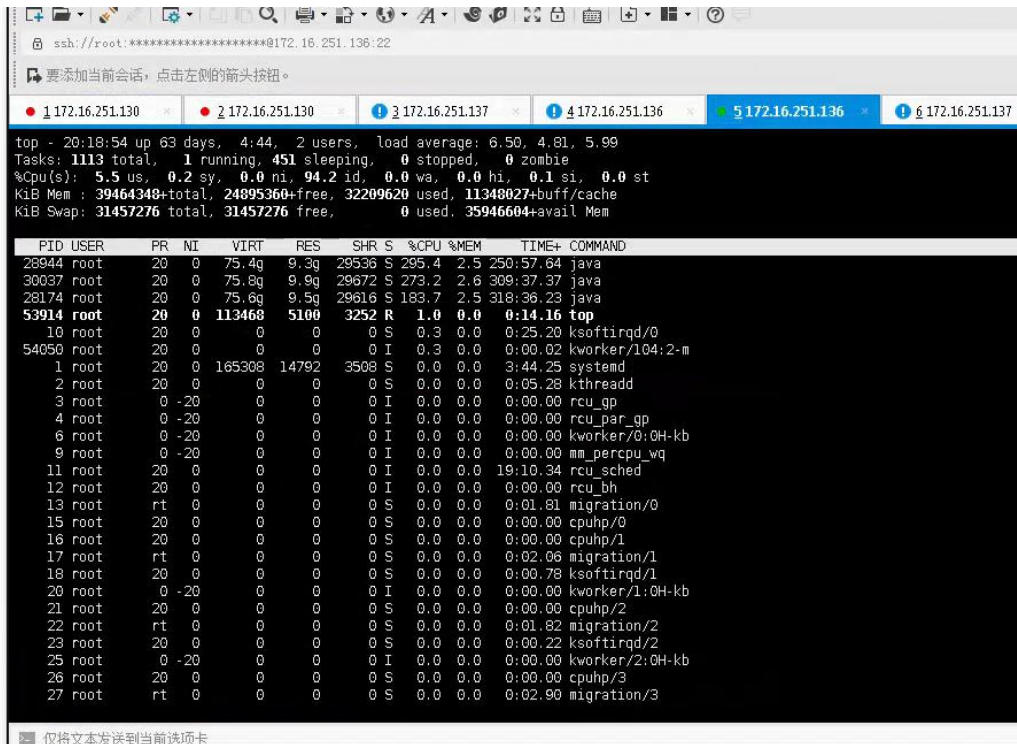 ssh://root:*********************@172.16.251.136:22
要添加当前会话，点击左侧的箭头按钮。
1 172.16.251.130 2 172.16.251.130 3 172.16.251.137 4 172.16.251.136 5 172.16.251.136 6 172.16.251.137
top - 20:18:54 up 63 days,  4:44,  2 users,  load average: 6.50, 4.81, 5.99
Tasks: 1113 total,   1 running, 451 sleeping,   0 stopped,   0 zombie
%Cpu(s):  5.5 us,  0.2 sy,  0.0 ni, 94.2 id,  0.0 wa,  0.0 hi,  0.1 si,  0.0 st
KiB Mem : 39464348+total, 24895360+free, 32209620 used, 11348027+buff/cache
KiB Swap: 31457276 total, 31457276 free,        0 used. 35946604+avail Mem
PID USER PR NI VIRT RES SHR S %CPU %MEM TIME+ COMMAND
28944 root 20 0 75.4g 9.3g 29536 S 295.4 2.5 250:57.64 java
30037 root 20 0 75.8g 9.9g 29672 S 273.2 2.6 309:37.37 java
28174 root 20 0 75.6g 9.5g 29616 S 183.7 2.5 318:36.23 java
53914 root 20 0 113468 5100 3252 R 1.0 0.0 0:14.16 top
10 root 20 0 0 0 0 S 0.3 0.0 0:25.20 ksoftirqd/0
54050 root 20 0 0 0 0 I 0.3 0.0 0:00.02 kworker/104:2-m
1 root 20 0 165308 14792 3508 S 0.0 0.0 3:44.25 systemd
2 root 20 0 0 0 0 S 0.0 0.0 0:05.28 kthreadd
3 root 0 -20 0 0 0 I 0.0 0.0 0:00.00 rcu_gp
4 root 0 -20 0 0 0 I 0.0 0.0 0:00.00 rcu_par_gp
6 root 0 -20 0 0 0 I 0.0 0.0 0:00.00 kworker/0:0H-kb
9 root 0 -20 0 0 0 I 0.0 0.0 0:00.00 mm_percpu_wq
11 root 20 0 0 0 0 I 0.0 0.0 19:10.34 rcu_sched
12 root 20 0 0 0 0 I 0.0 0.0 0:00.00 rcu_bh
13 root rt 0 0 0 0 S 0.0 0.0 0:01.81 migration/0
15 root 20 0 0 0 0 S 0.0 0.0 0:00.00 cpuhp/0
16 root 20 0 0 0 0 S 0.0 0.0 0:00.00 cpuhp/1
17 root rt 0 0 0 0 S 0.0 0.0 0:02.06 migration/1
18 root 20 0 0 0 0 S 0.0 0.0 0:00.78 ksoftirqd/1
20 root 0 -20 0 0 0 I 0.0 0.0 0:00.00 kworker/1:0H-kb
21 root 20 0 0 0 0 S 0.0 0.0 0:00.00 cpuhp/2
22 root rt 0 0 0 0 S 0.0 0.0 0:01.82 migration/2
23 root 20 0 0 0 0 S 0.0 0.0 0:00.22 ksoftirqd/2
25 root 0 -20 0 0 0 I 0.0 0.0 0:00.00 kworker/2:0H-kb
26 root 20 0 0 0 0 S 0.0 0.0 0:00.00 cpuhp/3
27 root rt 0 0 0 0 S 0.0 0.0 0:02.90 migration/3
仅将文本发送到当前选项卡